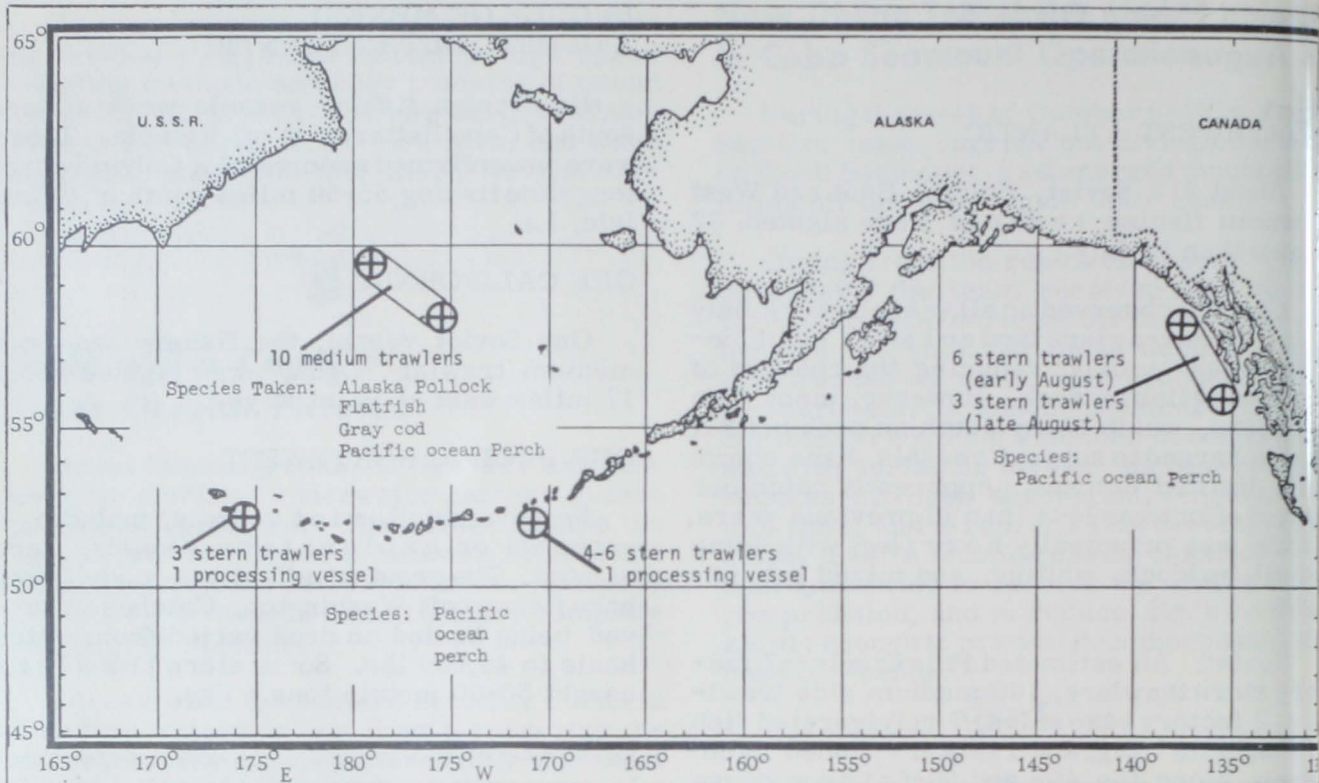 65°
U.S.S.R.
ALASKA
CANADA
60°
10 medium trawlers
Species Taken: Alaska Pollock
Flatfish
Gray cod
Pacific ocean Perch
6 stern trawlers
(early August)
3 stern trawlers
(late August)
55°
Species:
Pacific ocean perch
3 stern trawlers
1 processing vessel
4-6 stern trawlers
1 processing vessel
50°
Species: Pacific
ocean
perch
45°
165° 170° 175° 180° 175° 170° 165° 160° 155° 150° 145° 140° 135°
E W